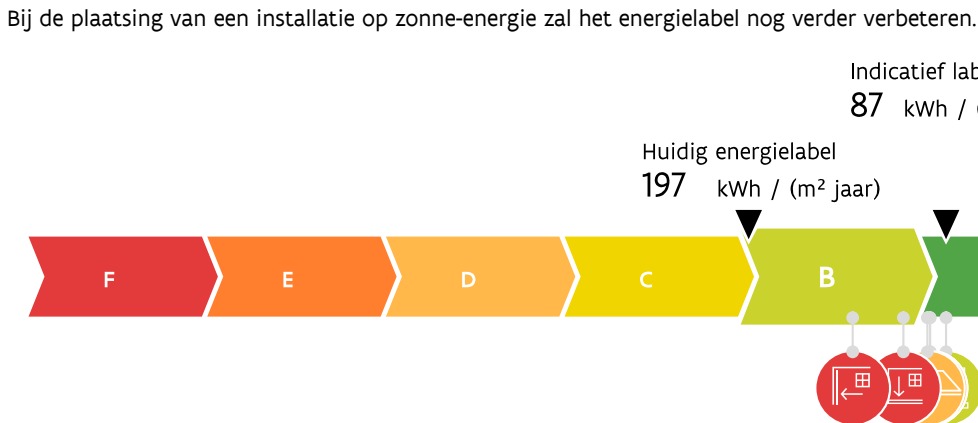 Bij de plaatsing van een installatie op zonne-energie zal het energielabel nog verder verbeteren.
Indicatief
87 kWh /
Huidig energielabel
197 kWh / (m² jaar)
F E D C B